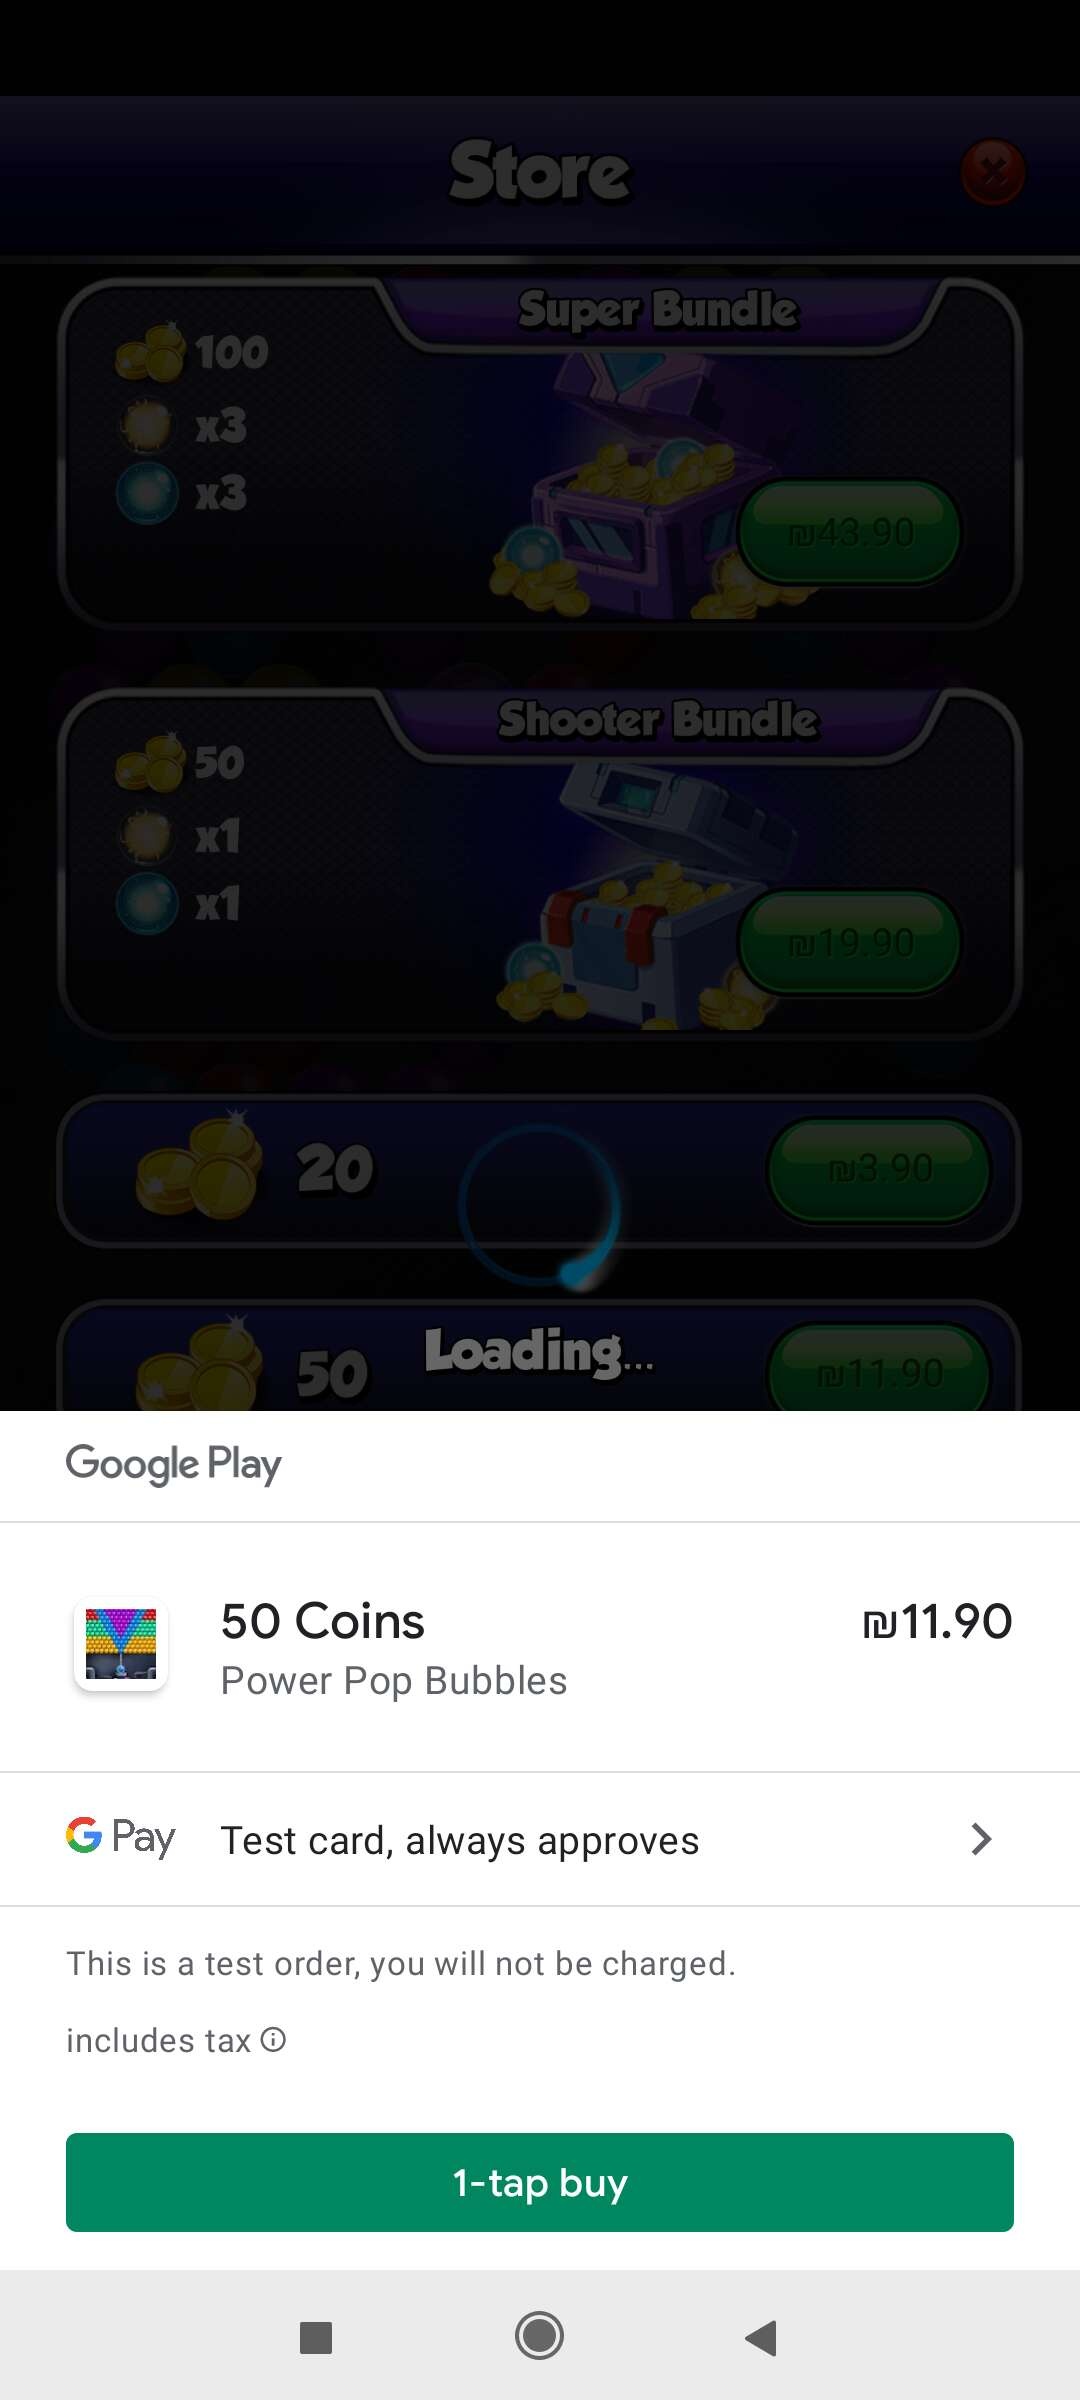 Store
Super Bundle
100
x3
x3
₪43.90
Shooter Bundle
50
x1
x1
₪19.90
20
₪3.90
50
Loading...
₪11.90
Google Play
50 Coins
₪11.90
Power Pop Bubbles
G Pay
Test card, always approves
This is a test order, you will not be charged.
includes tax
1-tap buy